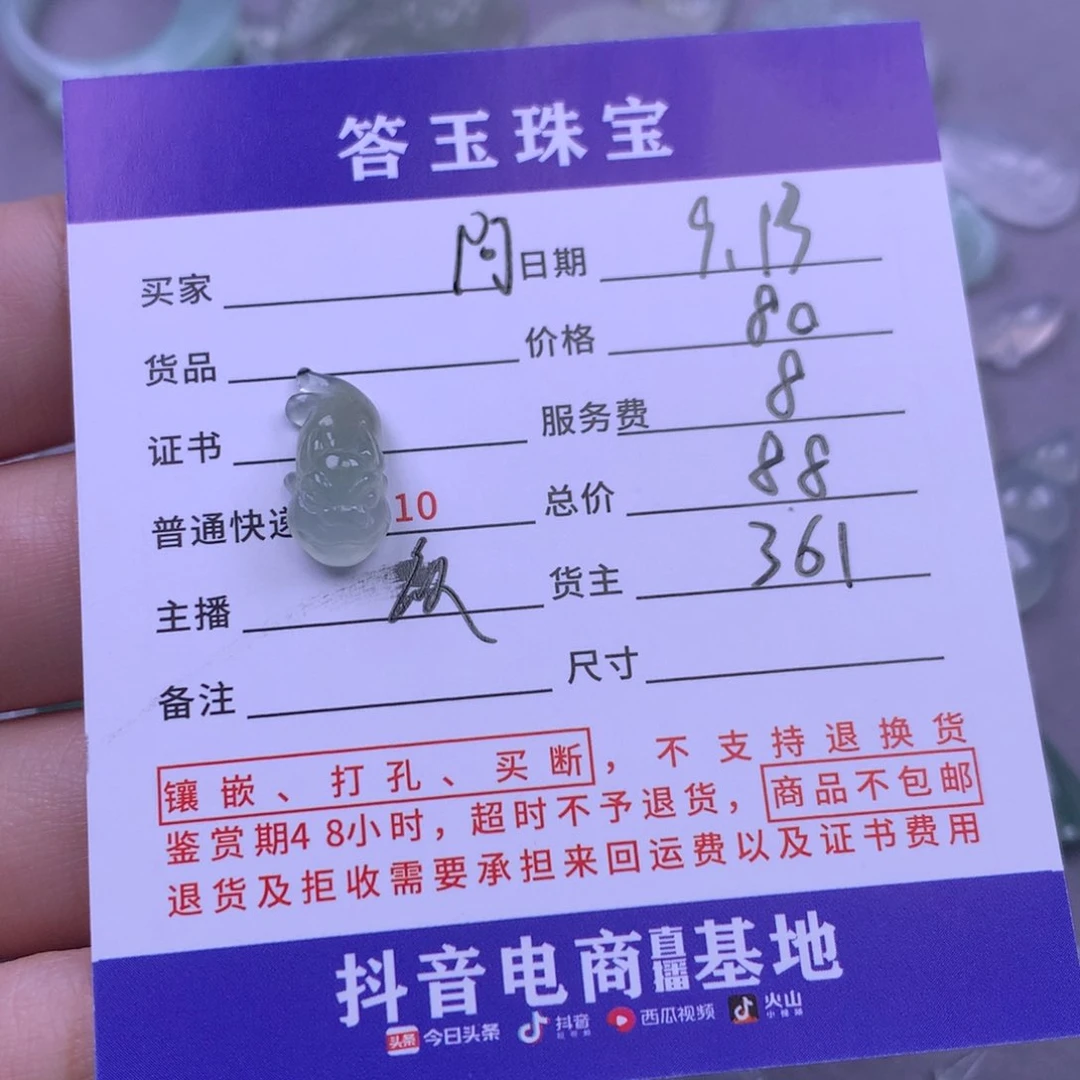 答玉珠宝
买家 闪 日期 9.13
货品 价格 80
证书 服务费 8
普通快递 10 总价 88
主播 货主 361
备注 尺寸
镶嵌、打孔、买断，不支持退换货
鉴赏期48小时，超时不予退货，商品不包邮
退货及拒收需要承担来回运费以及证书费用
抖音电商直播基地
头条 今日头条 抖音 西瓜视频 火山